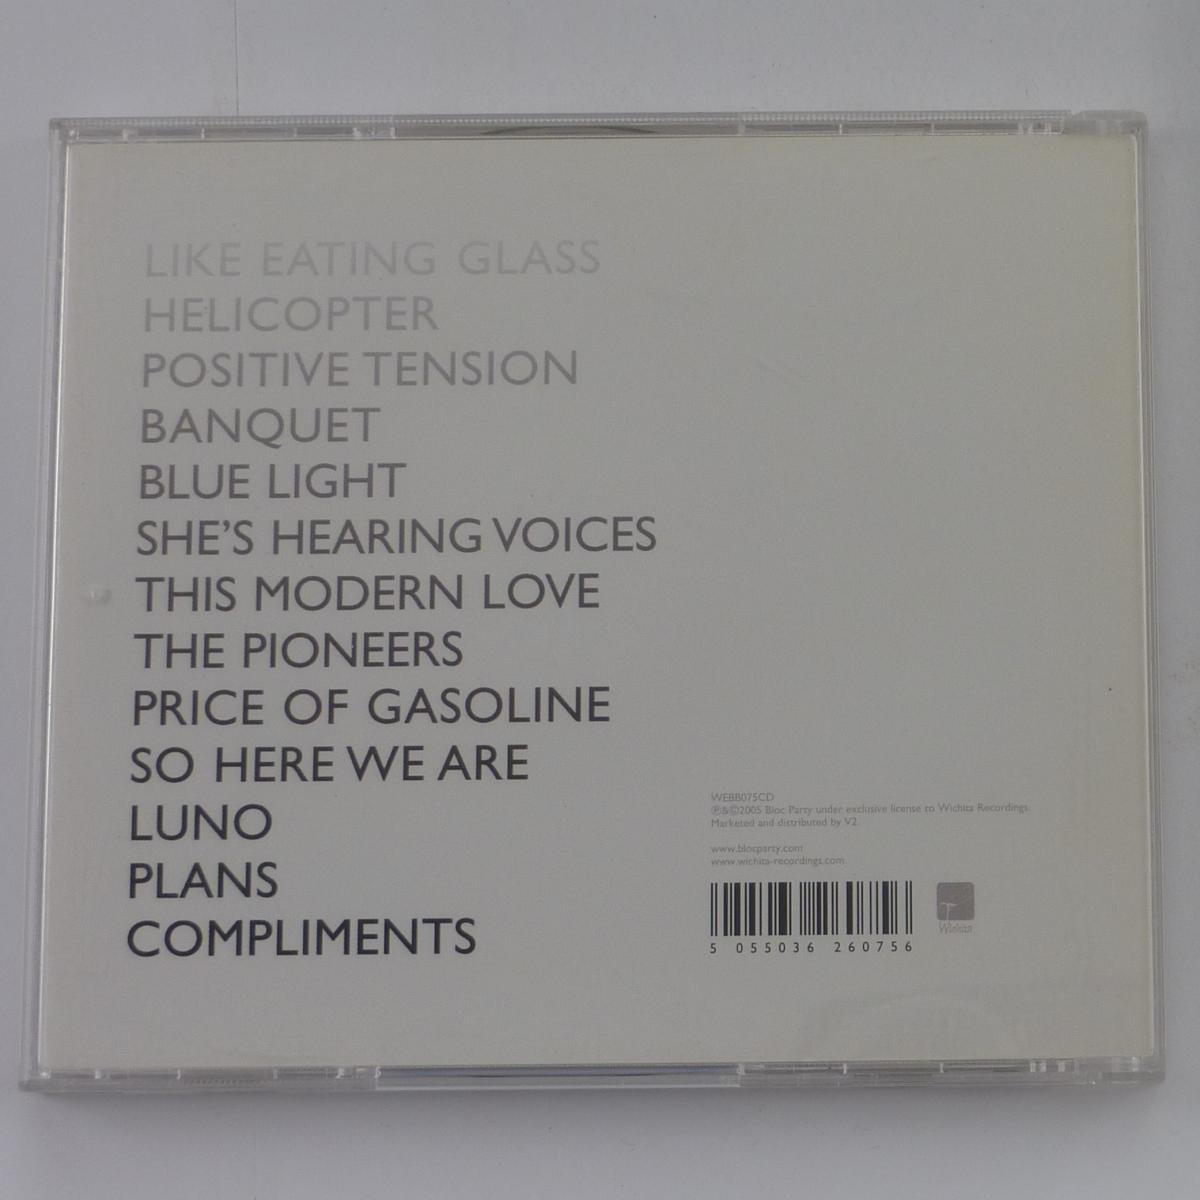 LIKE EATING GLASS
HELICOPTER
POSITIVE TENSION
BANQUET
BLUE LIGHT
SHE'S HEARING VOICES
THIS MODERN LOVE
THE PIONEERS
PRICE OF GASOLINE
SO HERE WE ARE
LUNO
PLANS
COMPLIMENTS
WEBB075CD
℗&©2005 Bloc Party under exclusive license to Wichita Recordings.
Marketed and distributed by V2.
www.blocparty.com
www.wichita-recordings.com
5 055036 260756
Wichita